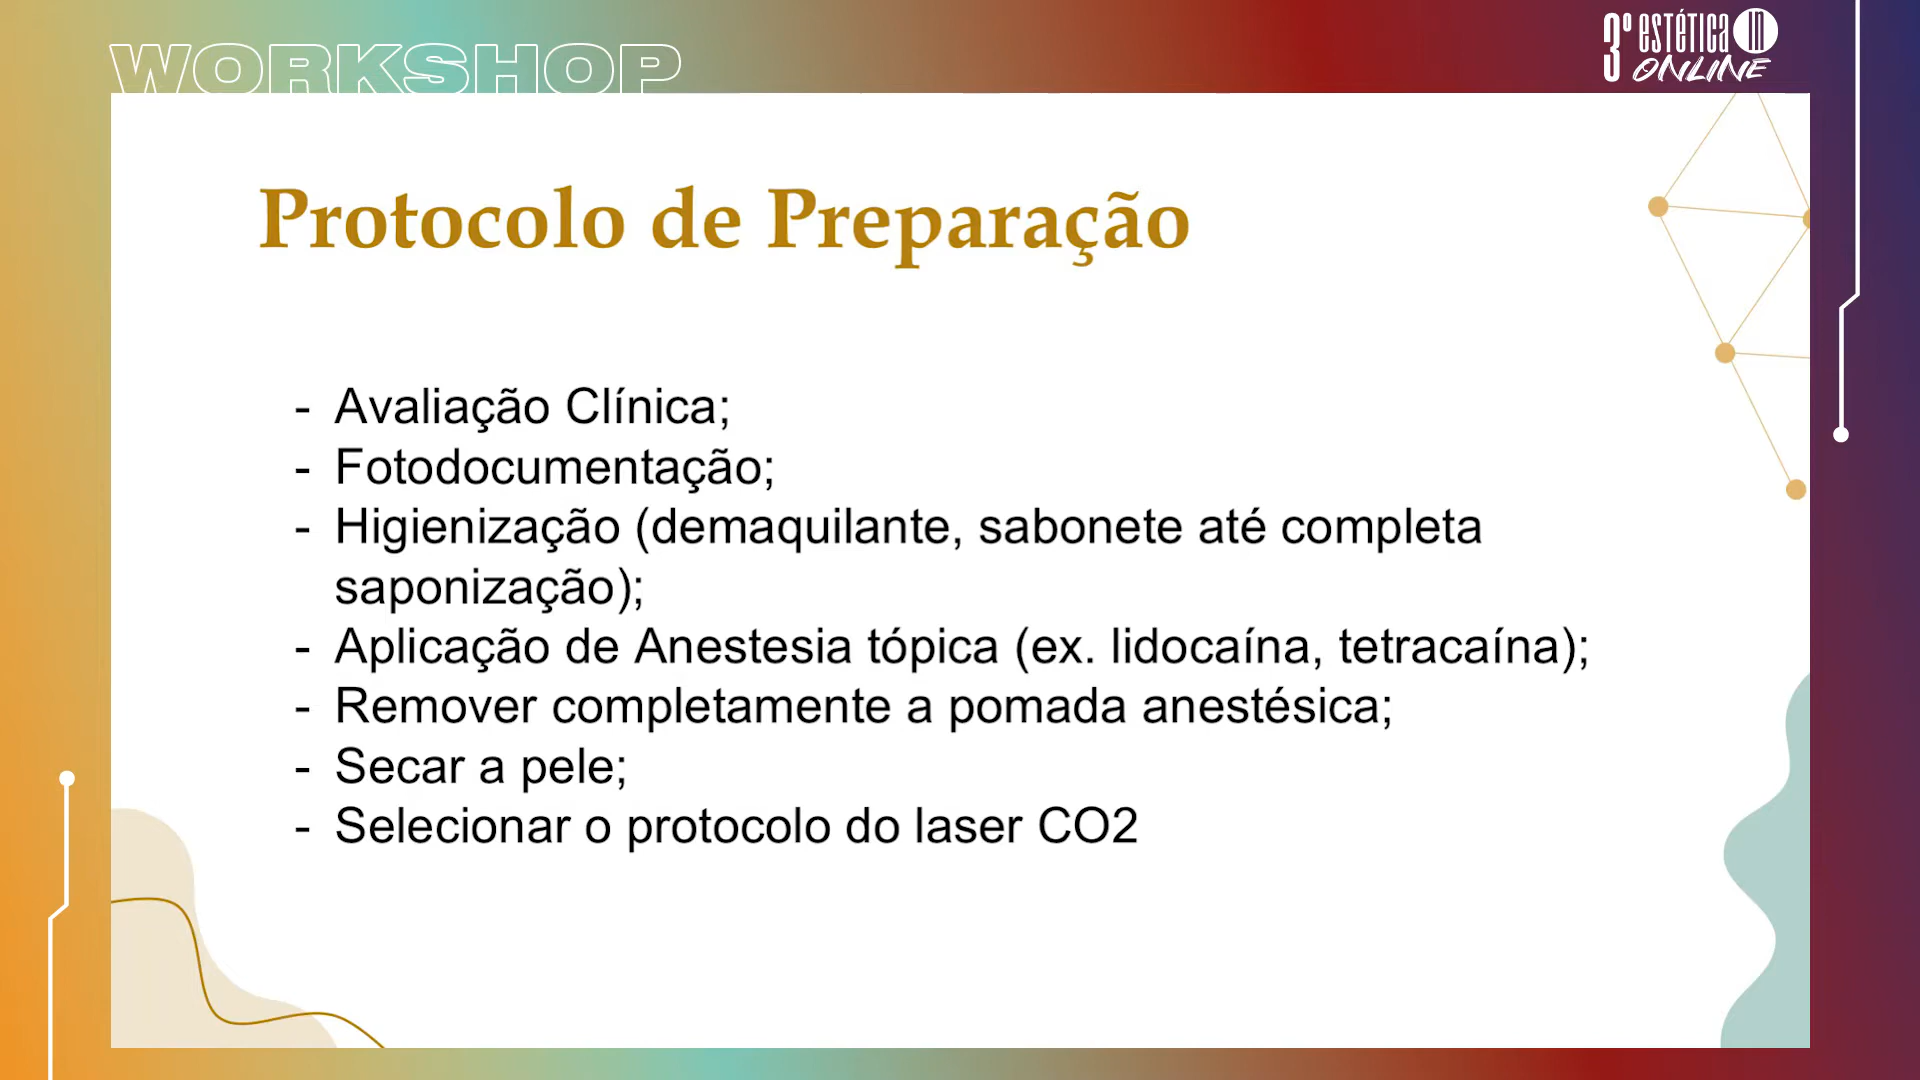 WORKSHOP
3º estética in
ONLINE
Protocolo de Preparação
- Avaliação Clínica;
- Fotodocumentação;
- Higienização (demaquilante, sabonete até completa
saponização);
- Aplicação de Anestesia tópica (ex. lidocaína, tetracaína);
- Remover completamente a pomada anestésica;
- Secar a pele;
- Selecionar o protocolo do laser CO2